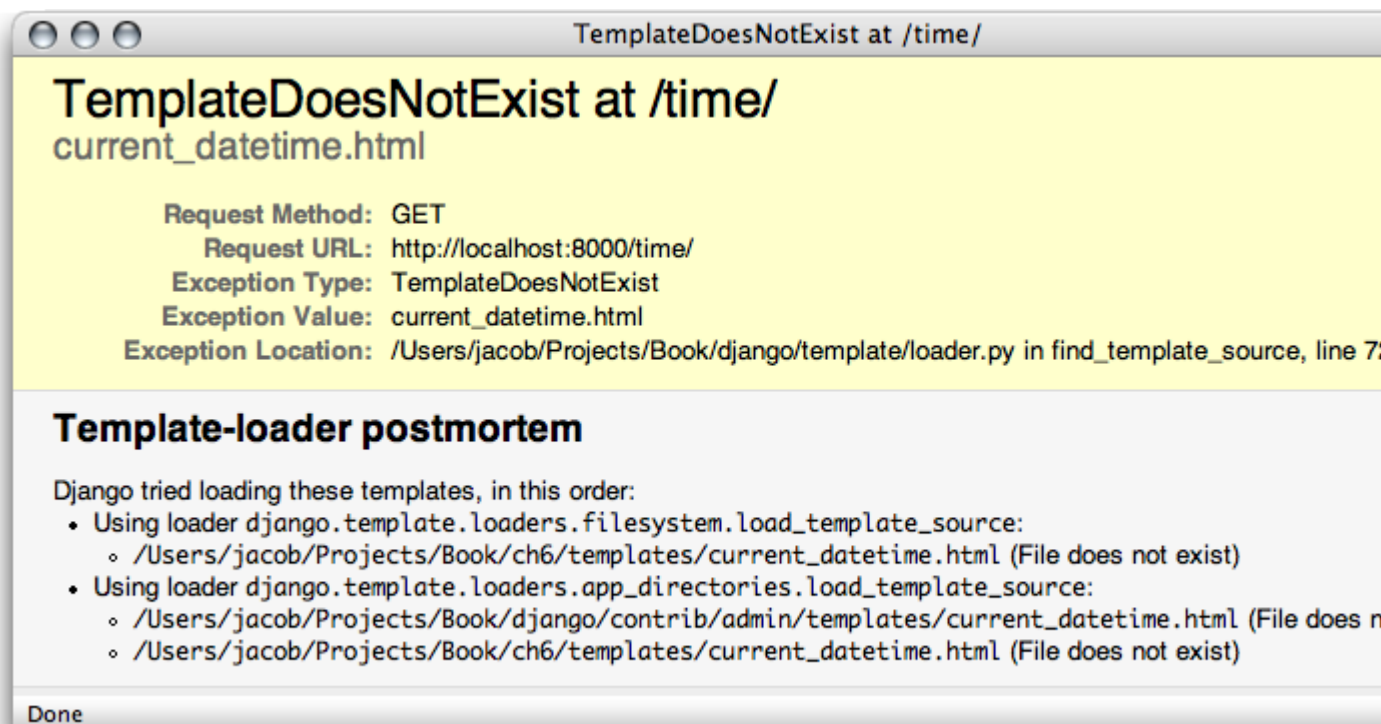 TemplateDoesNotExist at /time/
TemplateDoesNotExist at /time/
current_datetime.html
Request Method: GET
Request URL: http://localhost:8000/time/
Exception Type: TemplateDoesNotExist
Exception Value: current_datetime.html
Exception Location: /Users/jacob/Projects/Book/django/template/loader.py in find_template_source, line 72
Template-loader postmortem
Django tried loading these templates, in this order:
• Using loader django.template.loaders.filesystem.load_template_source:
◦ /Users/jacob/Projects/Book/ch6/templates/current_datetime.html (File does not exist)
• Using loader django.template.loaders.app_directories.load_template_source:
◦ /Users/jacob/Projects/Book/django/contrib/admin/templates/current_datetime.html (File does
◦ /Users/jacob/Projects/Book/ch6/templates/current_datetime.html (File does not exist)
Done